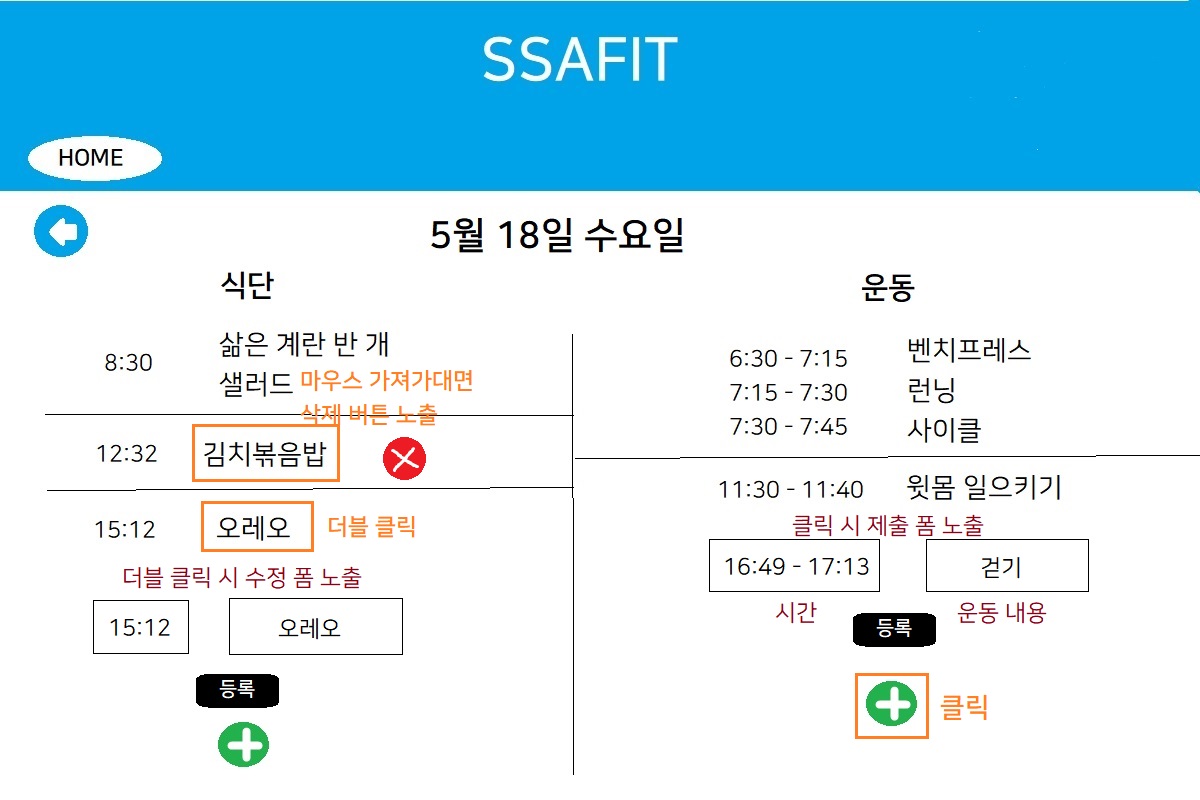 SSAFIT
HOME
5월 18일 수요일
식단
8:30
삶은 계란 반 개
샐러드
마우스 가져가대면
삭제 버튼 노출
12:32
김치볶음밥
15:12
오레오
더블 클릭
더블 클릭 시 수정 폼 노출
15:12
오레오
등록
운동
6:30 - 7:15
벤치프레스
7:15 - 7:30
런닝
7:30 - 7:45
사이클
11:30 - 11:40
윗몸 일으키기
클릭 시 제출 폼 노출
16:49 - 17:13
걷기
시간
운동 내용
등록
클릭